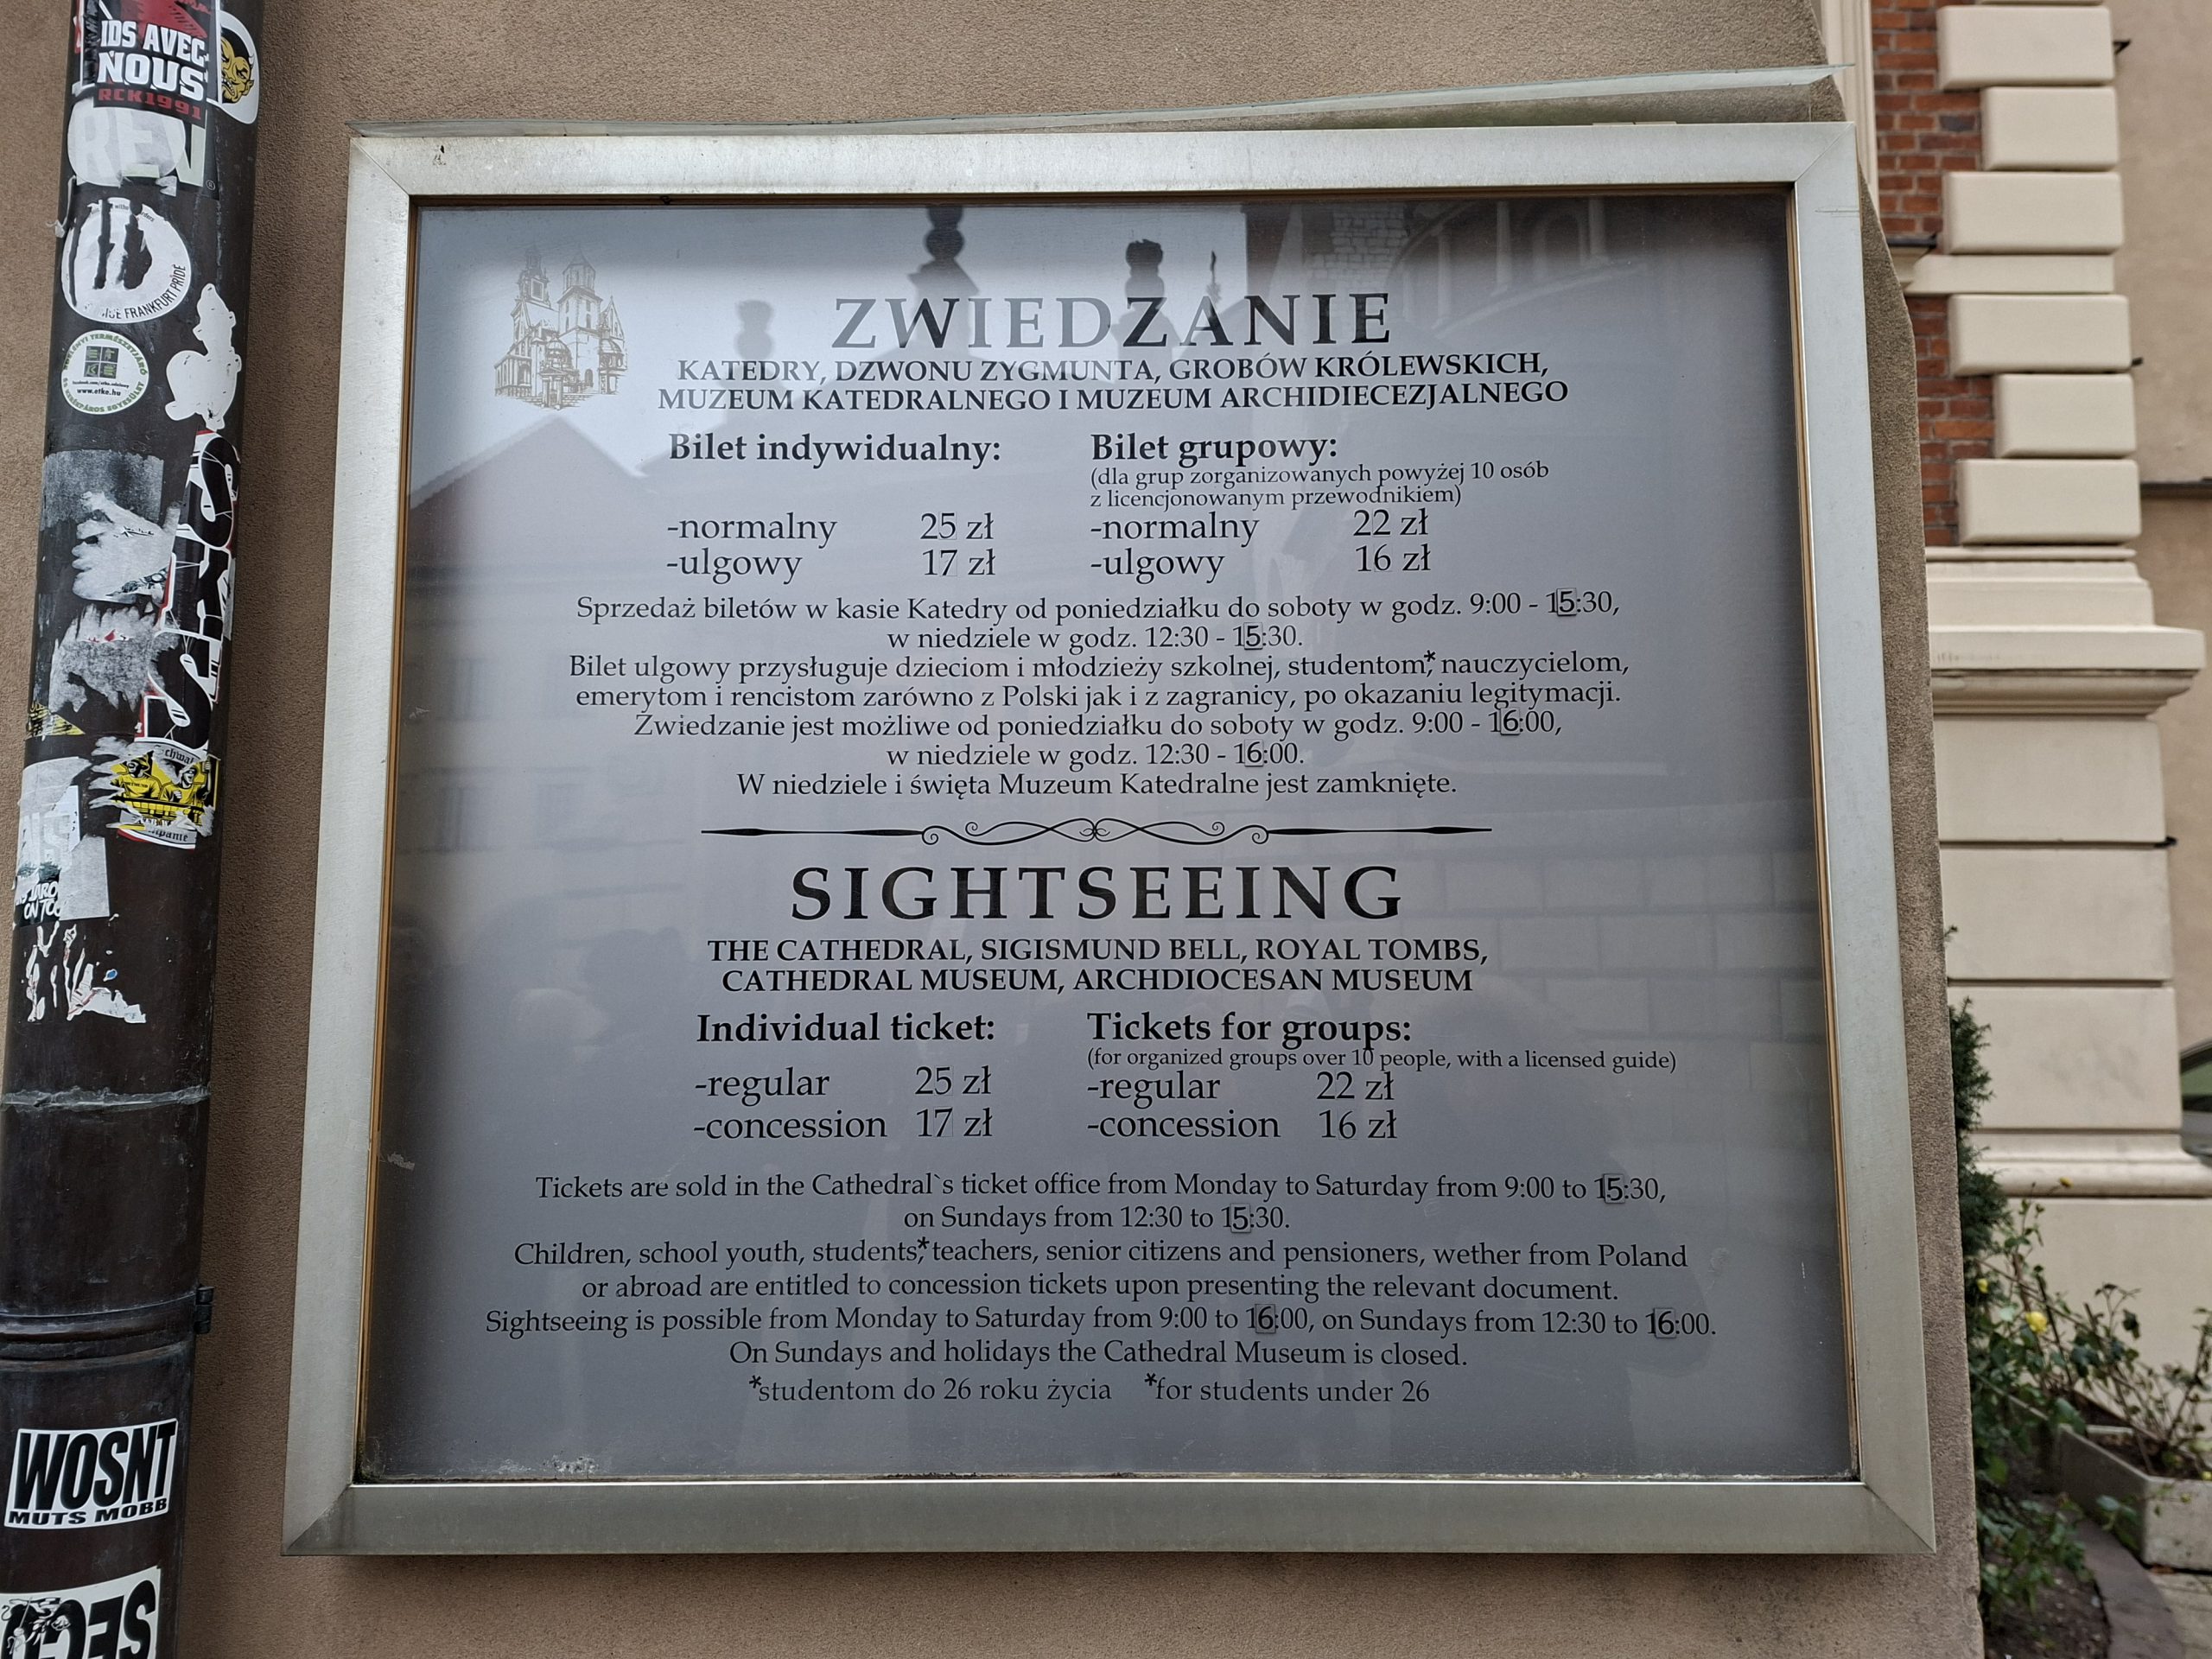 IDS AVEC
NOUS
RCK1991
FRANKFURT PRIDE
www.etke.hu
ZWIEDZANIE
KATEDRY, DZWONU ZYGMUNTA, GROBÓW KRÓLEWSKICH,
MUZEUM KATEDRALNEGO I MUZEUM ARCHIDIECEZJALNEGO
Bilet indywidualny: Bilet grupowy:
(dla grup zorganizowanych powyżej 10 osób
z licencjonowanym przewodnikiem)
-normalny 25 zł -normalny 22 zł
-ulgowy 17 zł -ulgowy 16 zł
Sprzedaż biletów w kasie Katedry od poniedziałku do soboty w godz. 9:00 - 15:30,
w niedziele w godz. 12:30 - 15:30.
Bilet ulgowy przysługuje dzieciom i młodzieży szkolnej, studentom,* nauczycielom,
emerytom i rencistom zarówno z Polski jak i z zagranicy, po okazaniu legitymacji.
Zwiedzanie jest możliwe od poniedziałku do soboty w godz. 9:00 - 16:00,
w niedziele w godz. 12:30 - 16:00.
W niedziele i święta Muzeum Katedralne jest zamknięte.
SIGHTSEEING
THE CATHEDRAL, SIGISMUND BELL, ROYAL TOMBS,
CATHEDRAL MUSEUM, ARCHDIOCESAN MUSEUM
Individual ticket: Tickets for groups:
(for organized groups over 10 people, with a licensed guide)
-regular 25 zł -regular 22 zł
-concession 17 zł -concession 16 zł
Tickets are sold in the Cathedral`s ticket office from Monday to Saturday from 9:00 to 15:30,
on Sundays from 12:30 to 15:30.
Children, school youth, students,* teachers, senior citizens and pensioners, wether from Poland
or abroad are entitled to concession tickets upon presenting the relevant document.
Sightseeing is possible from Monday to Saturday from 9:00 to 16:00, on Sundays from 12:30 to 16:00.
On Sundays and holidays the Cathedral Museum is closed.
*studentom do 26 roku życia *for students under 26
WOSNT
MUTS MOBB